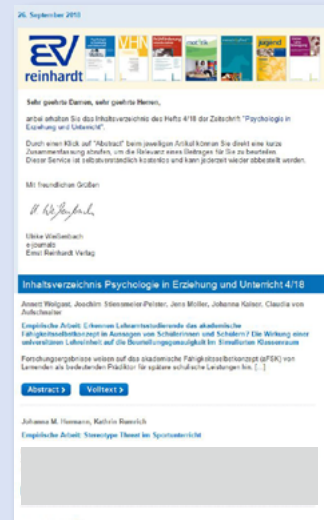 26. September 2018
ERV
reinhardt
VHN
Jugend
Sehr geehrte Damen, sehr geehrte Herren,
anbei erhalten Sie das Inhaltsverzeichnis des Hefts 4/18 der Zeitschrift "Psychologie in
Erziehung und Unterricht".
Durch einen Klick auf "Abstract" beim jeweiligen Artikel können Sie direkt eine kurze
Zusammenfassung abrufen, um die Relevanz eines Beitrages für Sie zu beurteilen.
Dieser Service ist selbstverständlich kostenlos und kann jederzeit wieder abbestellt werden.
Mit freundlichen Grüßen
U. Weißenbach
Ulrike Weißenbach
e-journals
Ernst Reinhardt Verlag
Inhaltsverzeichnis Psychologie in Erziehung und Unterricht 4/18
Annett Wolgast, Joachim Stiensmeier-Pelster, Jens Möller, Johanna Kaiser, Claudia von
Aufschnaiter
Empirische Arbeit: Erkennen Lehramtsstudierende das akademische
Fähigkeitsselbstkonzept in Aussagen von Schülerinnen und Schülern? Die Wirkung einer
universitären Lehreinheit auf die Beurteilungsgenauigkeit im Simulierten Klassenraum
Forschungsergebnisse weisen auf das akademische Fähigkeitsselbstkonzept (aFSK) von
Lernenden als bedeutenden Prädiktor für spätere schulische Leistungen hin. [...]
Abstract >
Volltext >
Johanna M. Hermann, Kathrin
Empirische Arbeit: Stereotype Threat im Sportunterricht